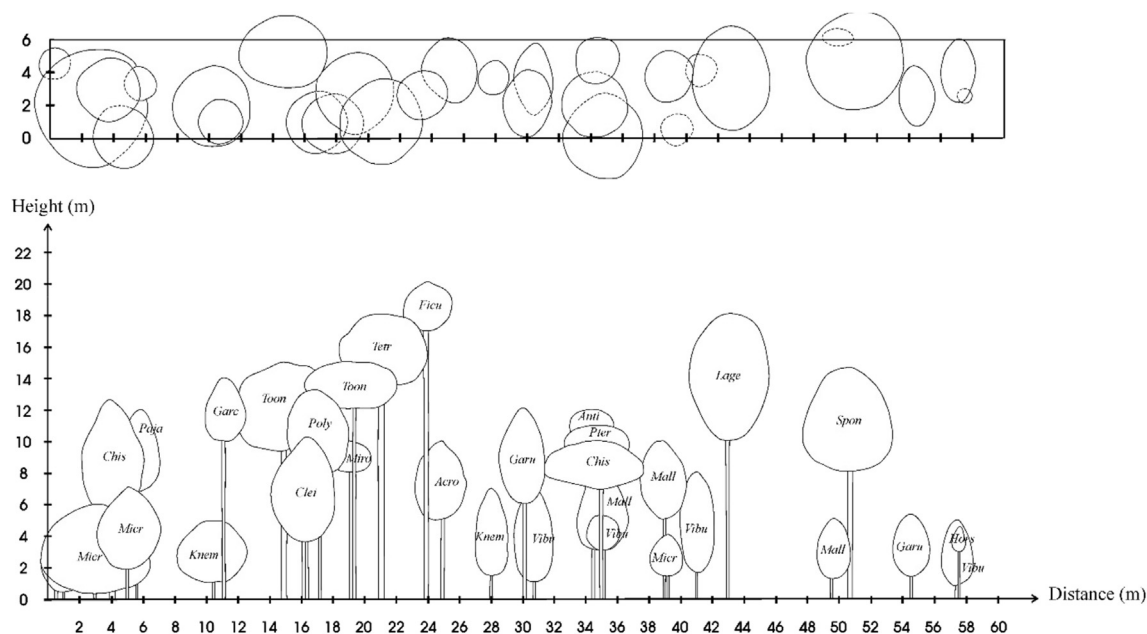 6
4
2
0
Height (m)
22
20
Ficu
18
Tetr
16
Lage
14
Toon
Toon
Garc
12
Anti
Spon
Paja
Poly
Pter
10
Chis
Miro
Garu
Chis
8
Clei
Acro
Mall
6
Mall
Micr
Knem
Vibu
Vibu
Vibu
4
Garu
Hors
Micr
Knem
Micr
Mall
Vibu
2
0
Distance (m)
2 4 6 8 10 12 14 16 18 20 22 24 26 28 30 32 34 36 38 40 42 44 46 48 50 52 54 56 58 60